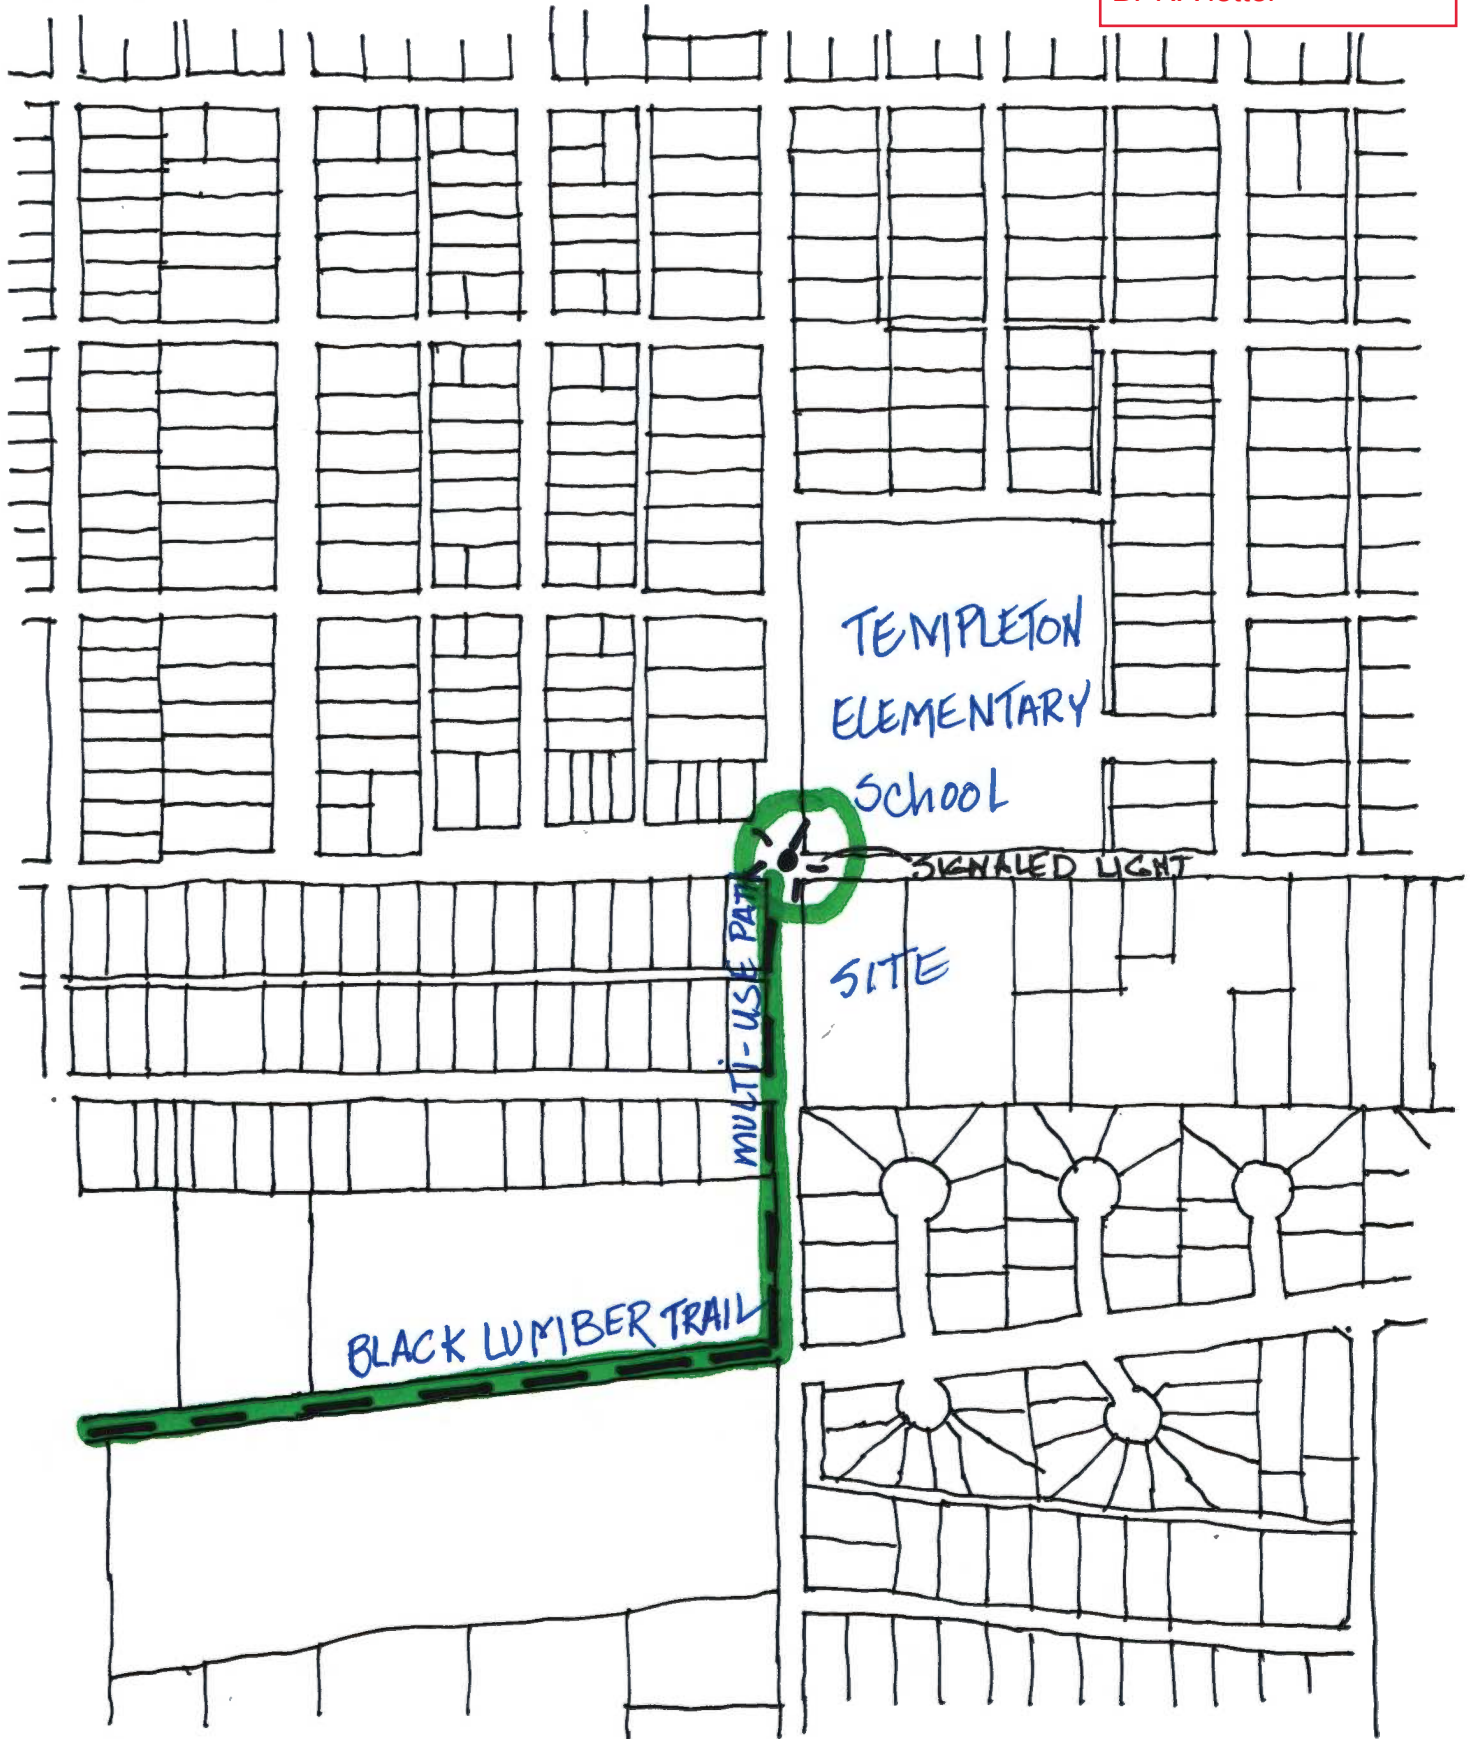 TEMPLETON
ELEMENTARY
SchooL
SIGNALED LIGHT
MULTI-USE PATH
SITE
BLACK LUMBER TRAIL